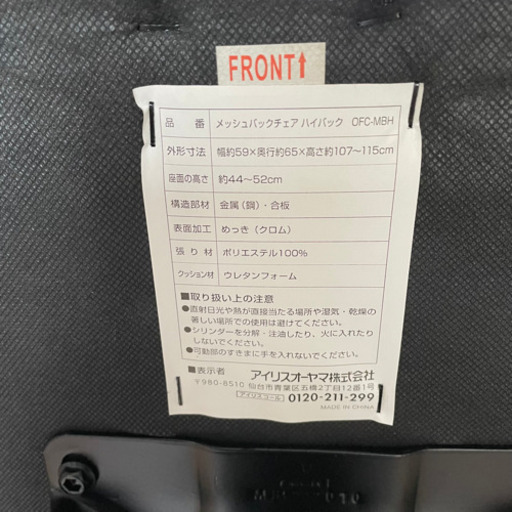 FRONT↑
品番 メッシュバックチェア ハイバック OFC-MBH
外形寸法 幅約59×奥行約65×高さ約107～115cm
座面の高さ 約44～52cm
構造部材 金属（鋼）・合板
表面加工 めっき（クロム）
張り材 ポリエステル100%
クッション材 ウレタンフォーム
■取り扱い上の注意
●直射日光や熱が直接当たる場所や湿気・乾燥の
著しい場所での使用は避けてください。
●シリンダーを分解・注油したり、火に入れたり
しないでください。
●可動部のすきまに手を入れないでください。
■表示者 アイリスオーヤマ株式会社
〒980-8510 仙台市青葉区五橋2丁目12番1号
アイリスコール 0120-211-299
MADE IN CHINA